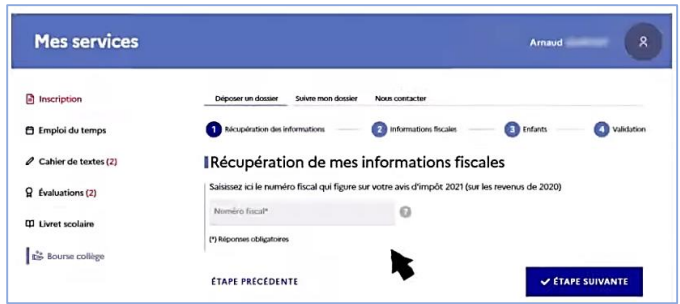 Mes services
Arnaud
Inscription
Emploi du temps
Cahier de textes (2)
Évaluations (2)
Livret scolaire
Bourse collège
Déposer un dossier Suivre mon dossier Nous contacter
1 Récupération des informations 2 Informations fiscales 3 Enfants 4 Validation
Récupération de mes informations fiscales
Saisissez ici le numéro fiscal qui figure sur votre avis d'impôt 2021 (sur les revenus de 2020)
Numéro fiscal* ?
(*) Réponses obligatoires
ÉTAPE PRÉCÉDENTE ÉTAPE SUIVANTE